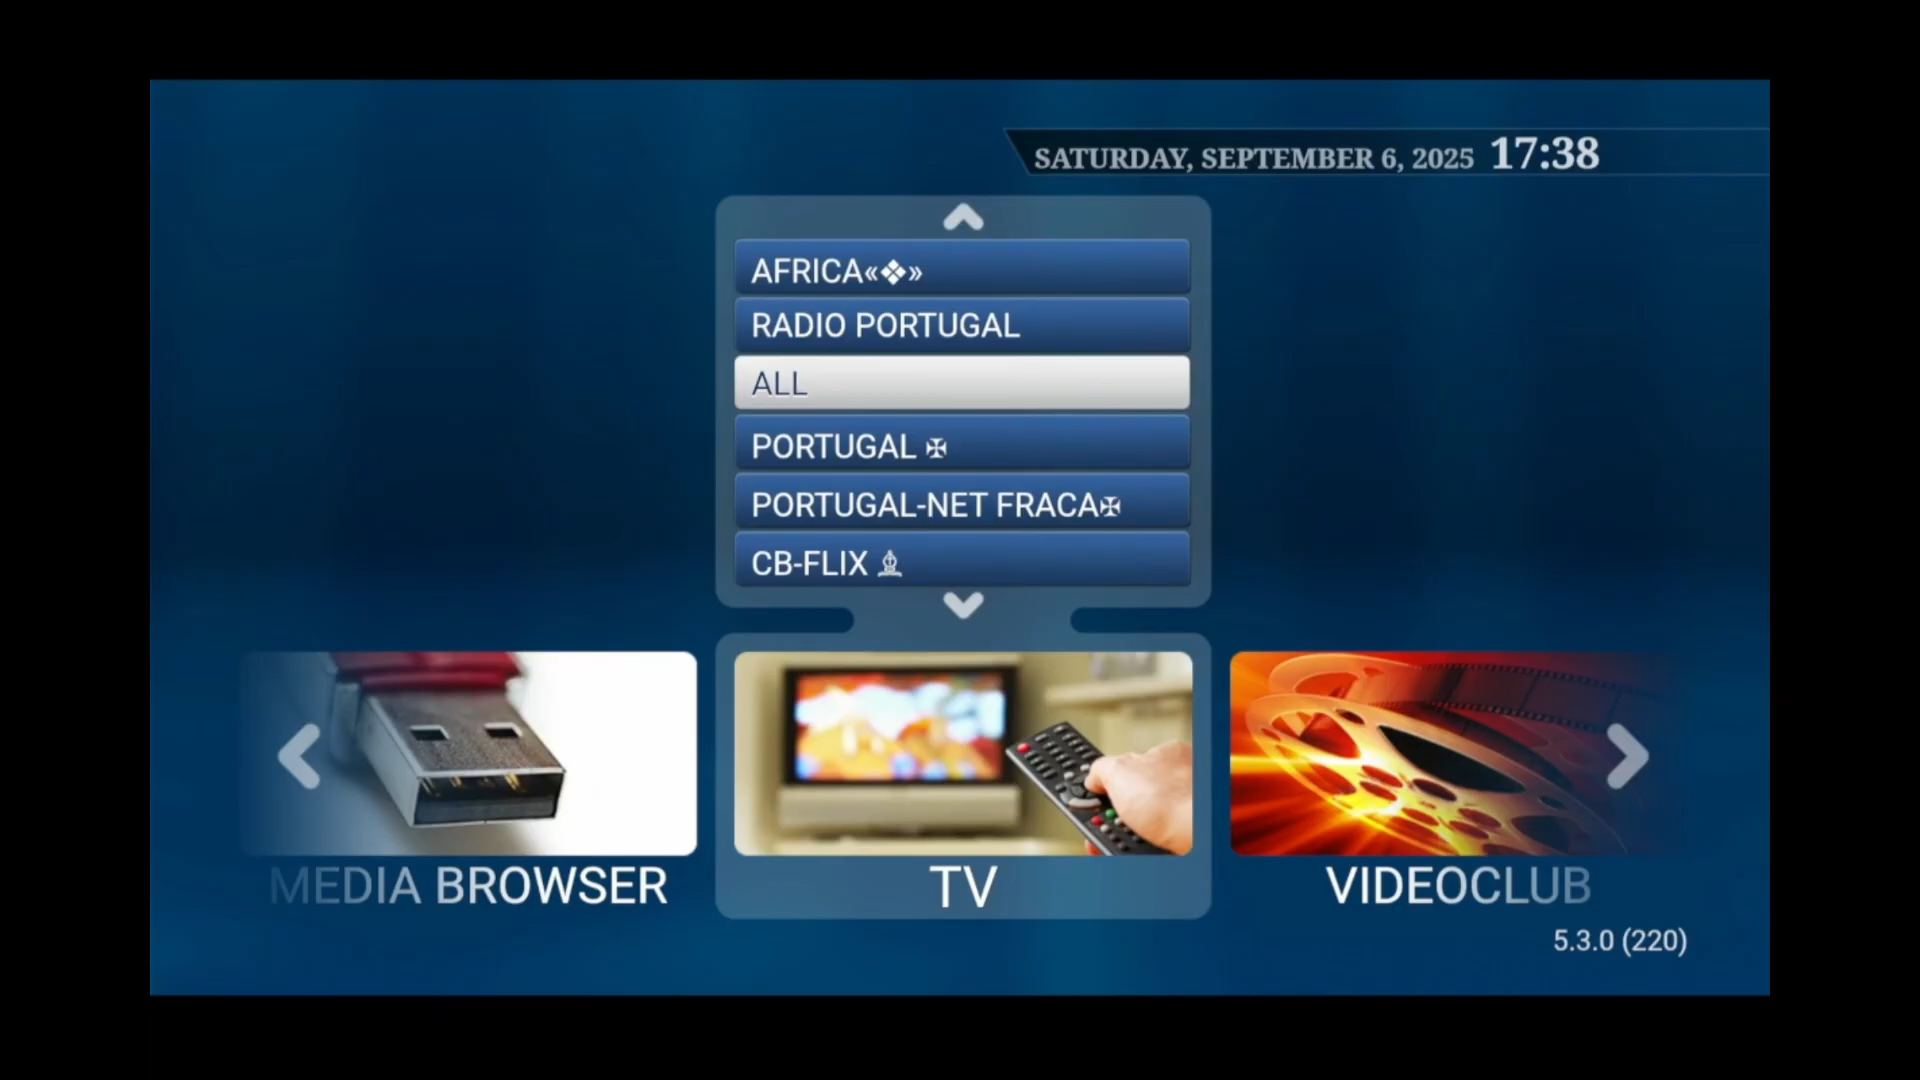 SATURDAY, SEPTEMBER 6, 2025 17:38
AFRICA«❖»
RADIO PORTUGAL
ALL
PORTUGAL ✠
PORTUGAL-NET FRACA✠
CB-FLIX ♗
MEDIA BROWSER
TV
VIDEOCLUB
5.3.0 (220)